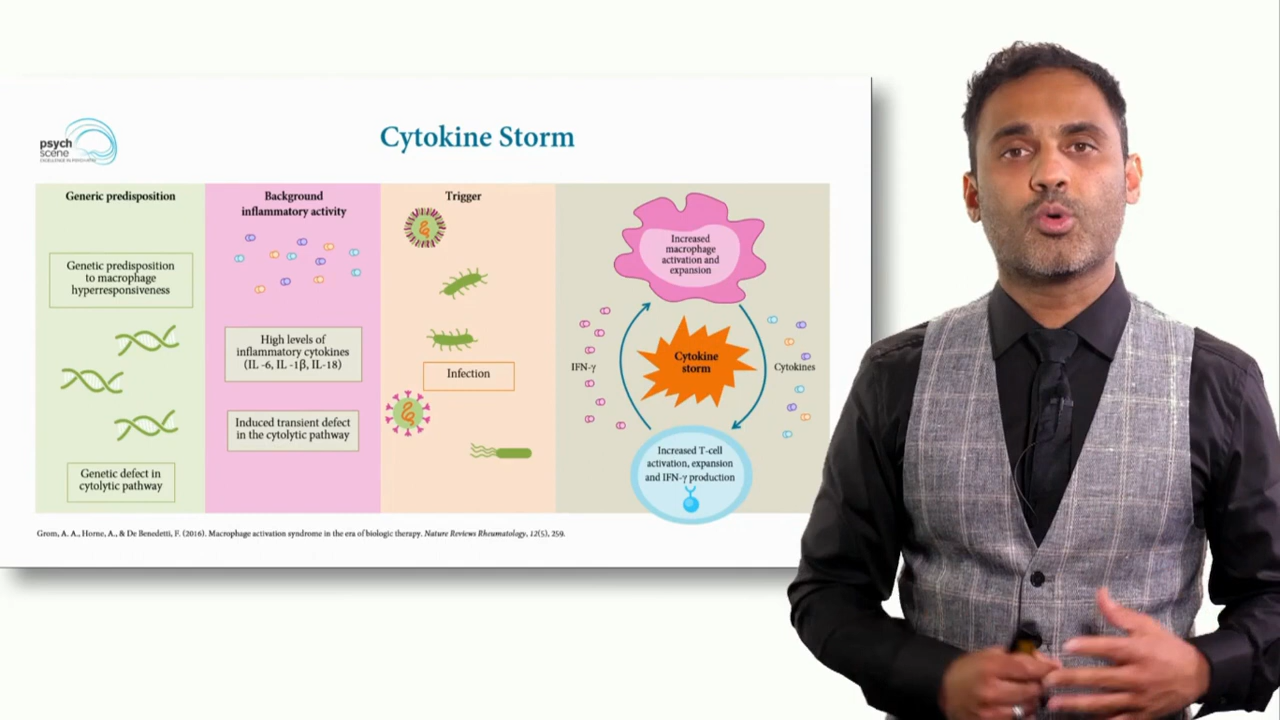 psych
scene
Cytokine Storm
Generic predisposition
Genetic predisposition
to macrophage
hyperresponsiveness
Genetic defect in
cytolytic pathway
Background
inflammatory activity
High levels of
inflammatory cytokines
(IL -6, IL -1β, IL-18)
Induced transient defect
in the cytolytic pathway
Trigger
Infection
Increased
macrophage
activation and
expansion
IFN-γ
Cytokine
storm
Cytokines
Increased T-cell
activation, expansion
and IFN-γ production
Grom, A. A., Horne, A., & De Benedetti, F. (2016). Macrophage activation syndrome in the era of biologic therapy. Nature Reviews Rheumatology, 12(5), 259.